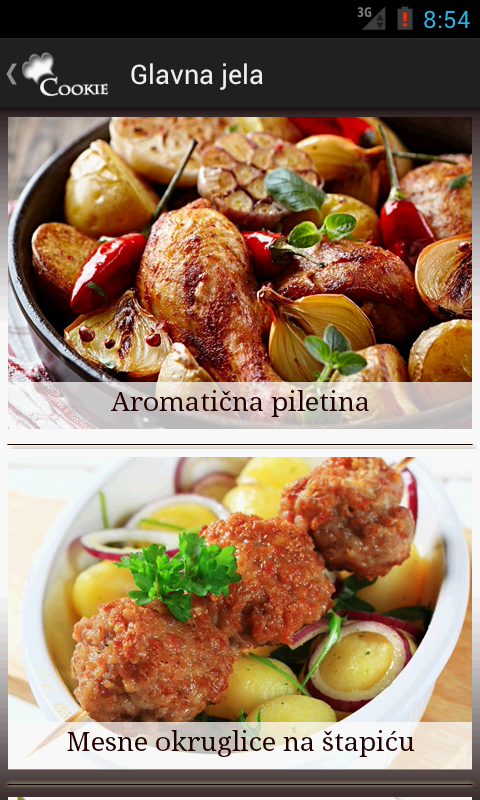 3G
8:54
COOKIE
Glavna jela
Aromatična piletina
Mesne okruglice na štapiću